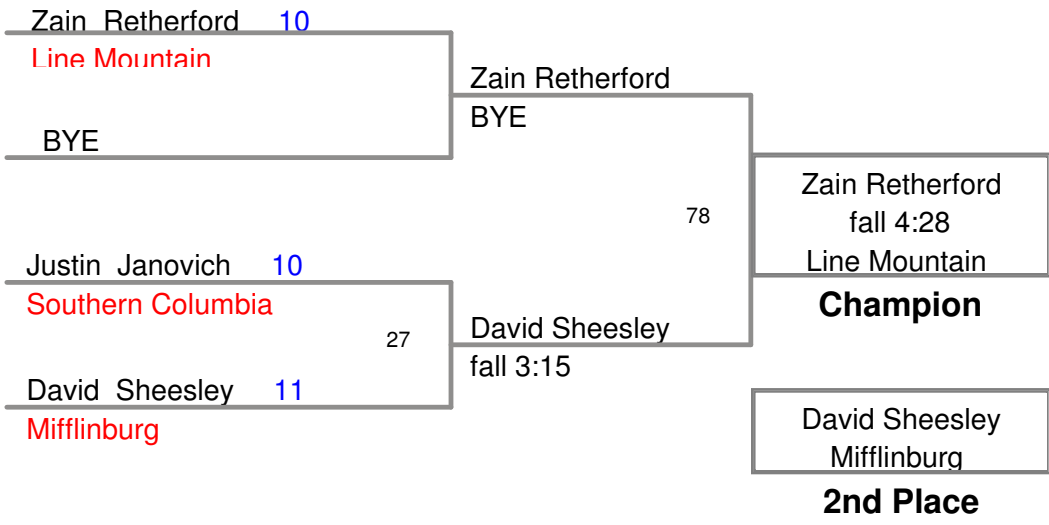 Zain Retherford 10
Line Mountain
BYE
Zain Retherford
BYE
Justin Janovich 10
Southern Columbia
27
David Sheesley 11
Mifflinburg
David Sheesley
fall 3:15
78
Zain Retherford
fall 4:28
Line Mountain
Champion
David Sheesley
Mifflinburg
2nd Place